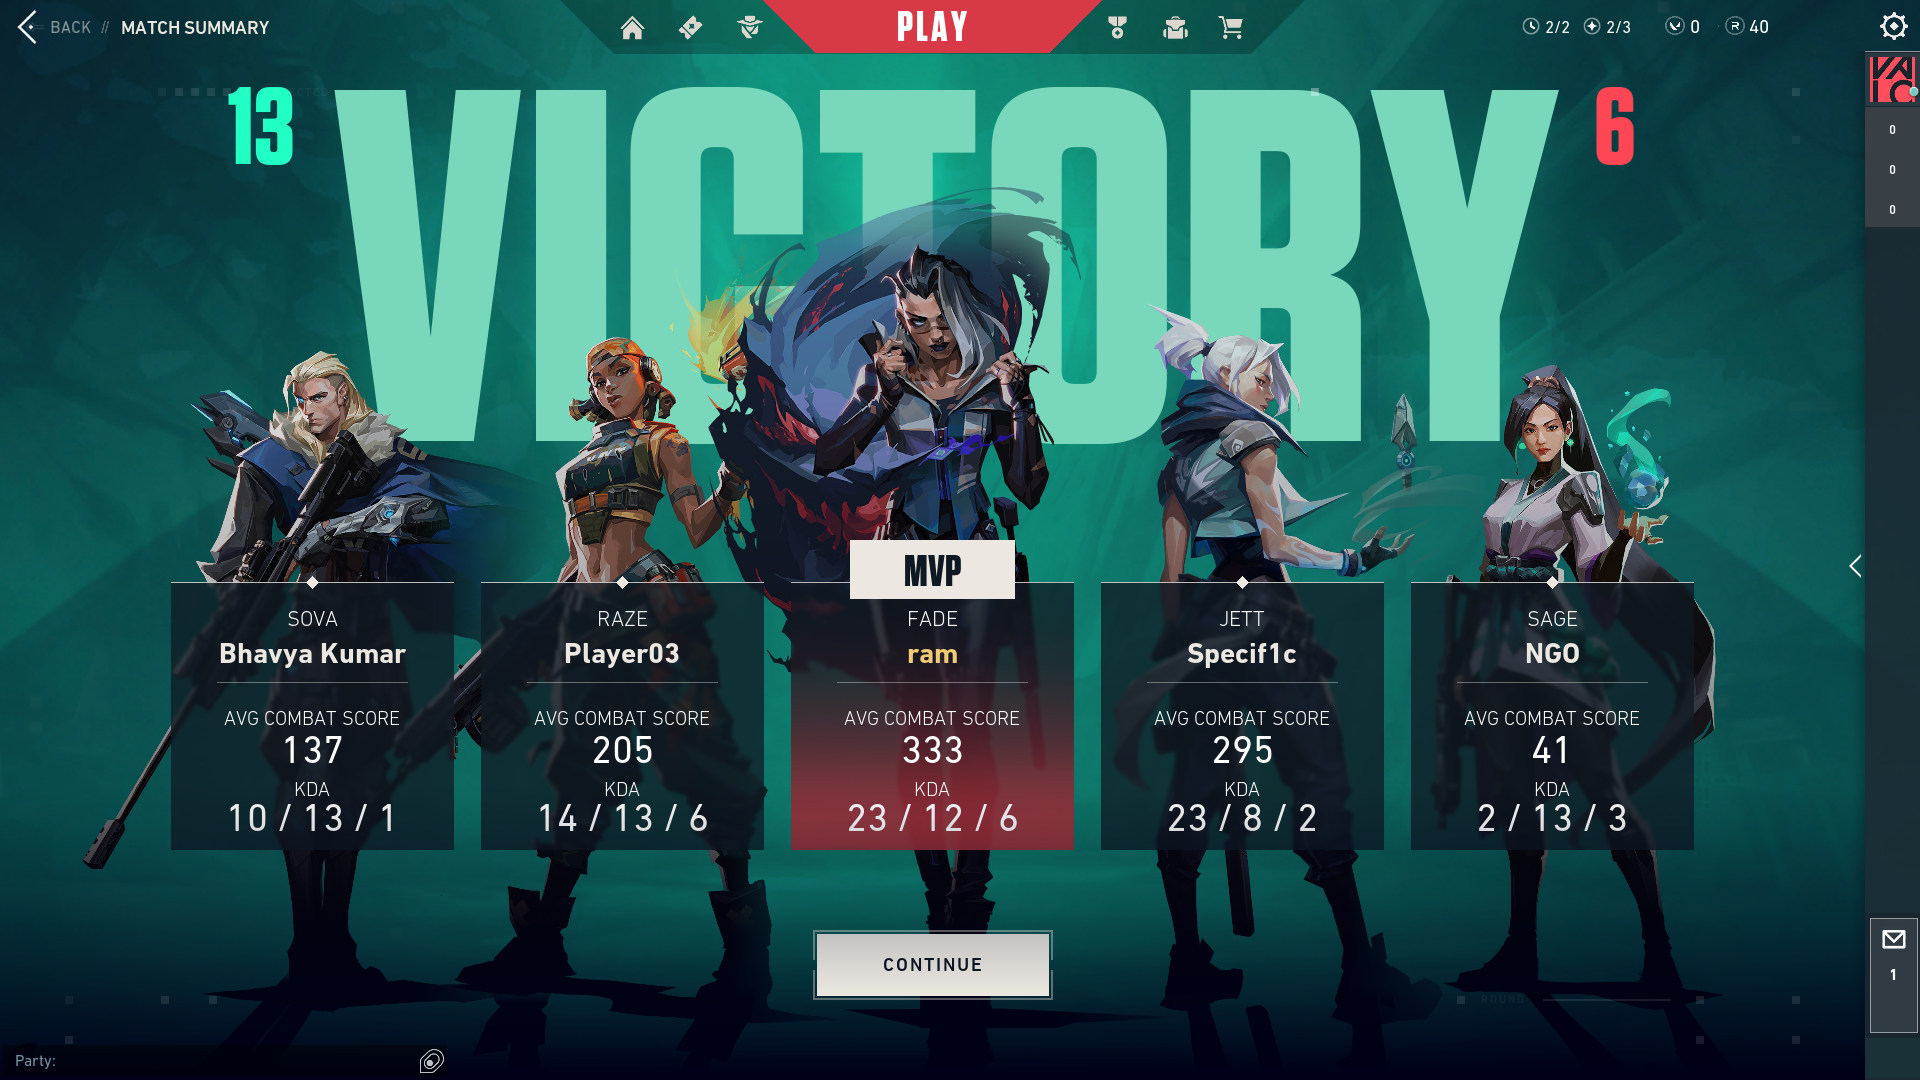 BACK // MATCH SUMMARY
PLAY
2/2 2/3 0 40
13
VICTORY
6
0
0
0
MVP
SOVA
Bhavya Kumar
AVG COMBAT SCORE
137
KDA
10 / 13 / 1
RAZE
Player03
AVG COMBAT SCORE
205
KDA
14 / 13 / 6
FADE
ram
AVG COMBAT SCORE
333
KDA
23 / 12 / 6
JETT
Specif1c
AVG COMBAT SCORE
295
KDA
23 / 8 / 2
SAGE
NGO
AVG COMBAT SCORE
41
KDA
2 / 13 / 3
CONTINUE
1
ROUND
Party: